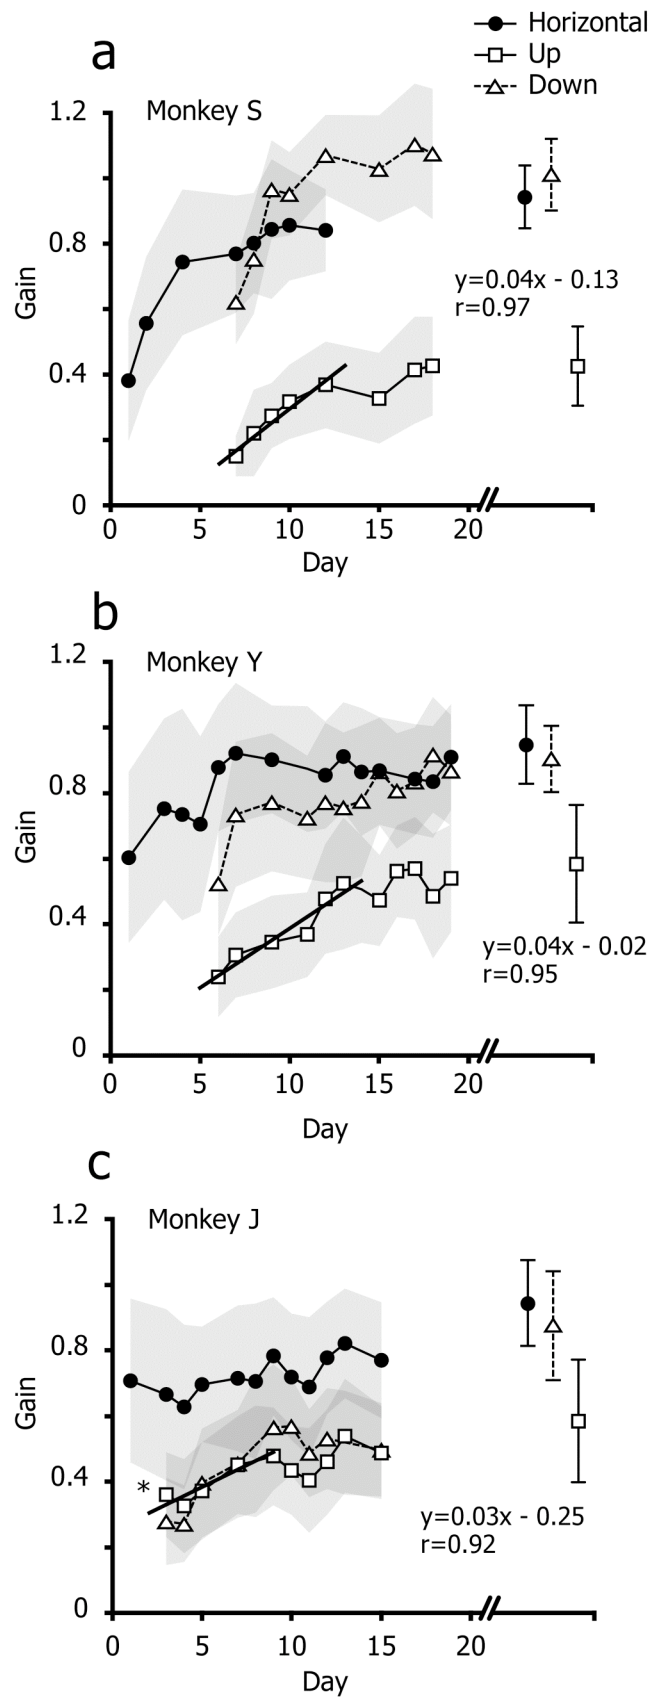 Horizontal
Up
Down
a
Monkey S
1.2
0.8
0.4
0
Gain
y=0.04x - 0.13
r=0.97
0 5 10 15 20
Day
b
Monkey Y
1.2
0.8
0.4
0
Gain
y=0.04x - 0.02
r=0.95
0 5 10 15 20
Day
c
Monkey J
1.2
0.8
0.4
0
Gain
*
y=0.03x - 0.25
r=0.92
0 5 10 15 20
Day